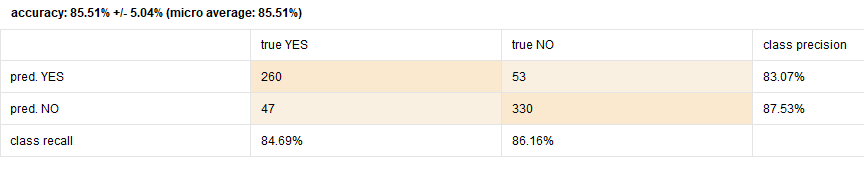 accuracy: 85.51% +/- 5.04% (micro average: 85.51%)
true YES true NO class precision
pred. YES 260 53 83.07%
pred. NO 47 330 87.53%
class recall 84.69% 86.16%